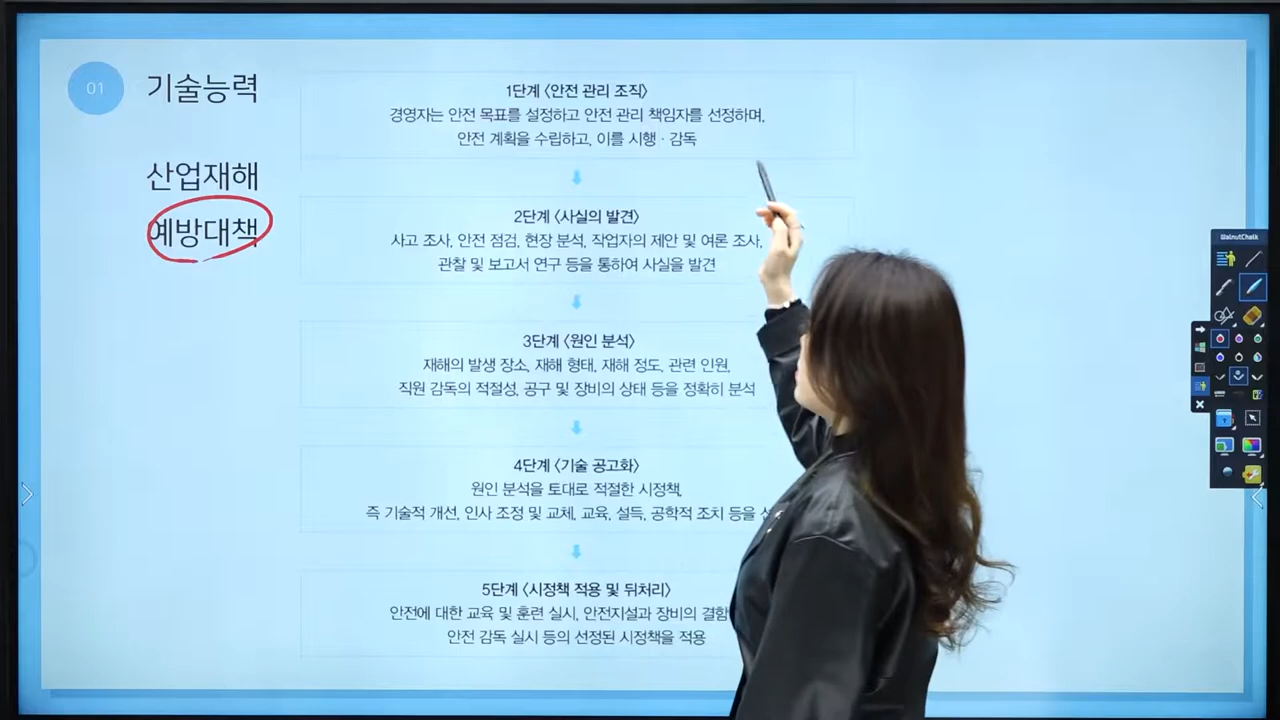 01
기술능력
산업재해
예방대책
1단계 〈안전 관리 조직〉
경영자는 안전 목표를 설정하고 안전 관리 책임자를 선정하며,
안전 계획을 수립하고, 이를 시행 · 감독
2단계 〈사실의 발견〉
사고 조사, 안전 점검, 현장 분석, 작업자의 제안 및 여론 조사,
관찰 및 보고서 연구 등을 통하여 사실을 발견
3단계 〈원인 분석〉
재해의 발생 장소, 재해 형태, 재해 정도, 관련 인원,
직원 감독의 적절성, 공구 및 장비의 상태 등을 정확히 분석
4단계 〈기술 공고화〉
원인 분석을 토대로 적절한 시정책,
즉 기술적 개선, 인사 조정 및 교체, 교육, 설득, 공학적 조치 등을
5단계 〈시정책 적용 및 뒤처리〉
안전에 대한 교육 및 훈련 실시, 안전시설과 장비의 결함
안전 감독 실시 등의 선정된 시정책을 적용
WalnutChalk